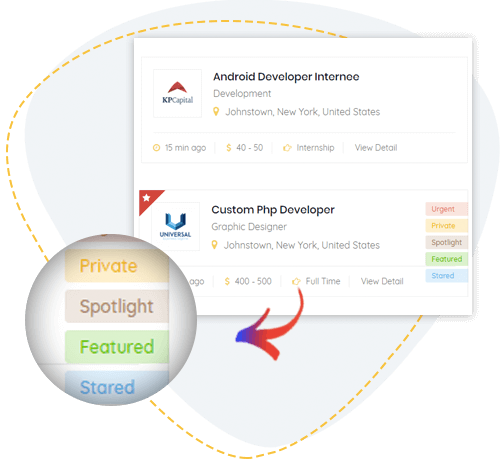 Android Developer Internee
Development
KPCapital
Johnstown, New York, United States
15 min ago $ 40 - 50 Internship View Detail
Custom Php Developer
Graphic Designer
UNIVERSAL
Johnstown, New York, United States
ago $ 400 - 500 Full Time View Detail
Urgent
Private
Spotlight
Featured
Stared
Private
Spotlight
Featured
Stared